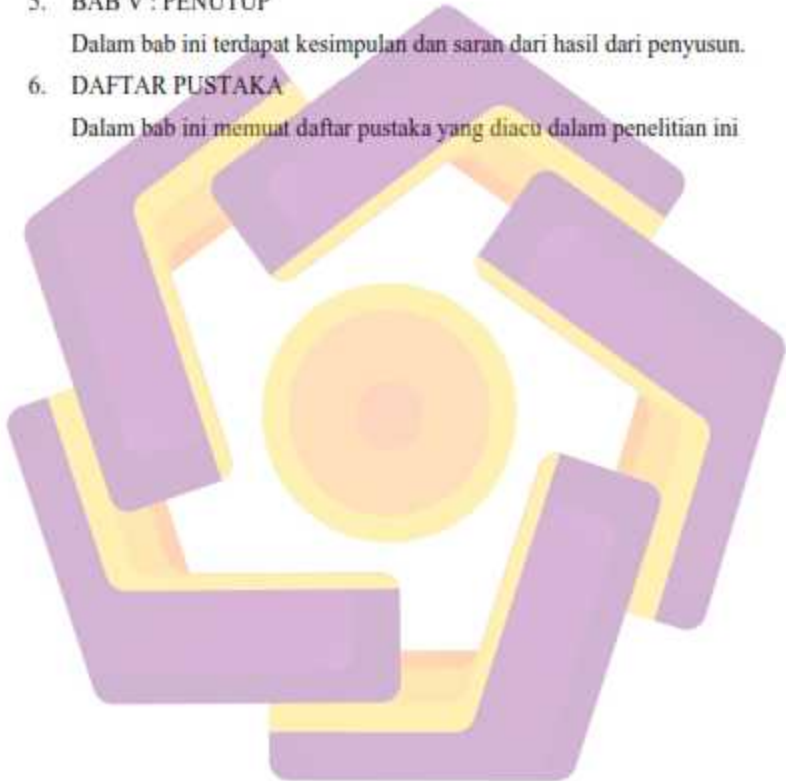 5. BAB V : PENUTUP
Dalam bab ini terdapat kesimpulan dan saran dari hasil dari penyusun.
6. DAFTAR PUSTAKA
Dalam bab ini memuat daftar pustaka yang diacu dalam penelitian ini